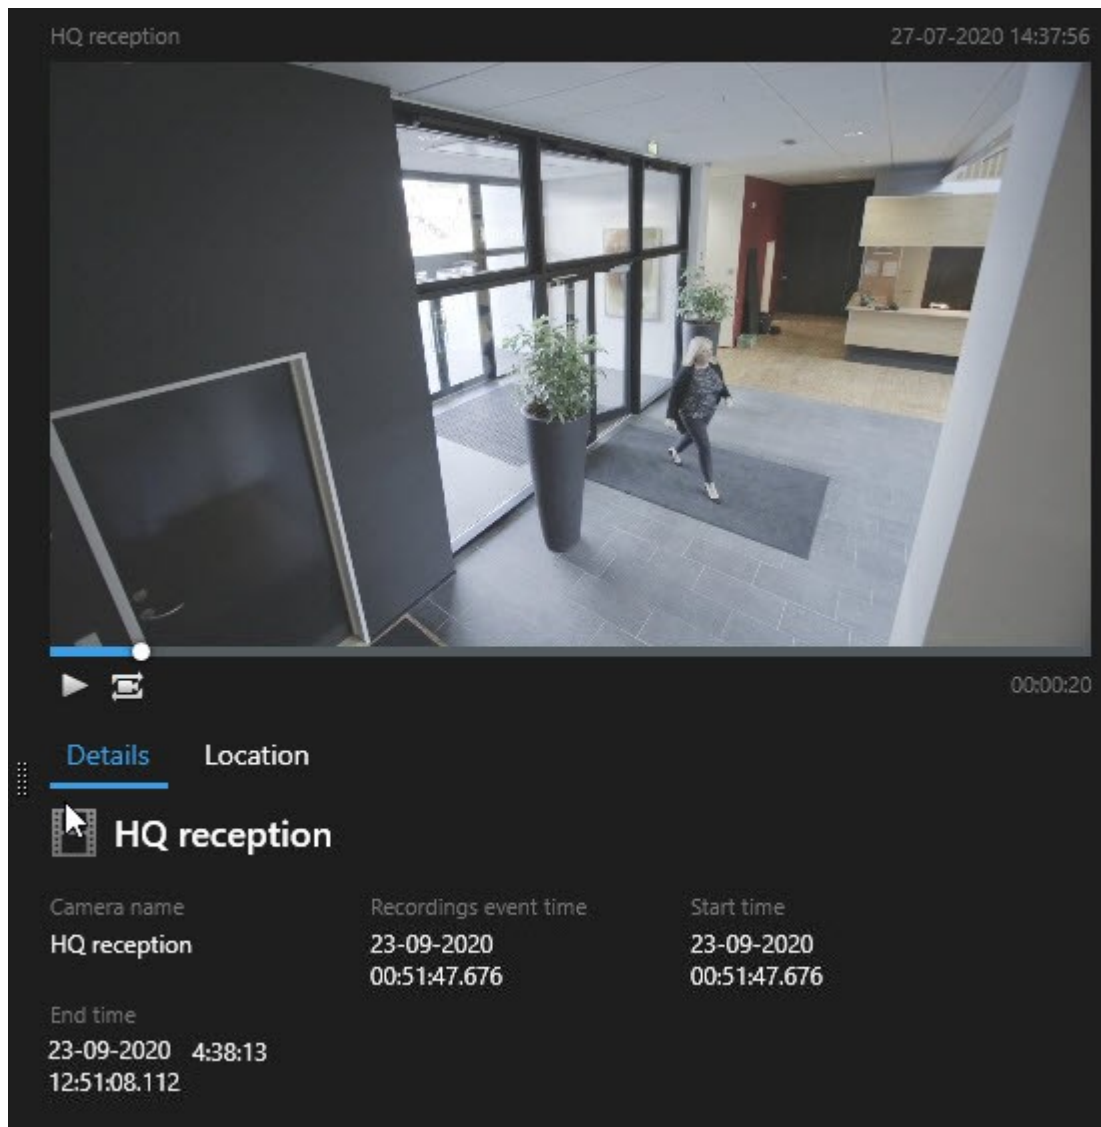 HQ reception
27-07-2020 14:37:56
00:00:20
Details
Location
HQ reception
Camera name
Recordings event time
Start time
HQ reception
23-09-2020
00:51:47.676
23-09-2020
00:51:47.676
End time
23-09-2020 4:38:13
12:51:08.112